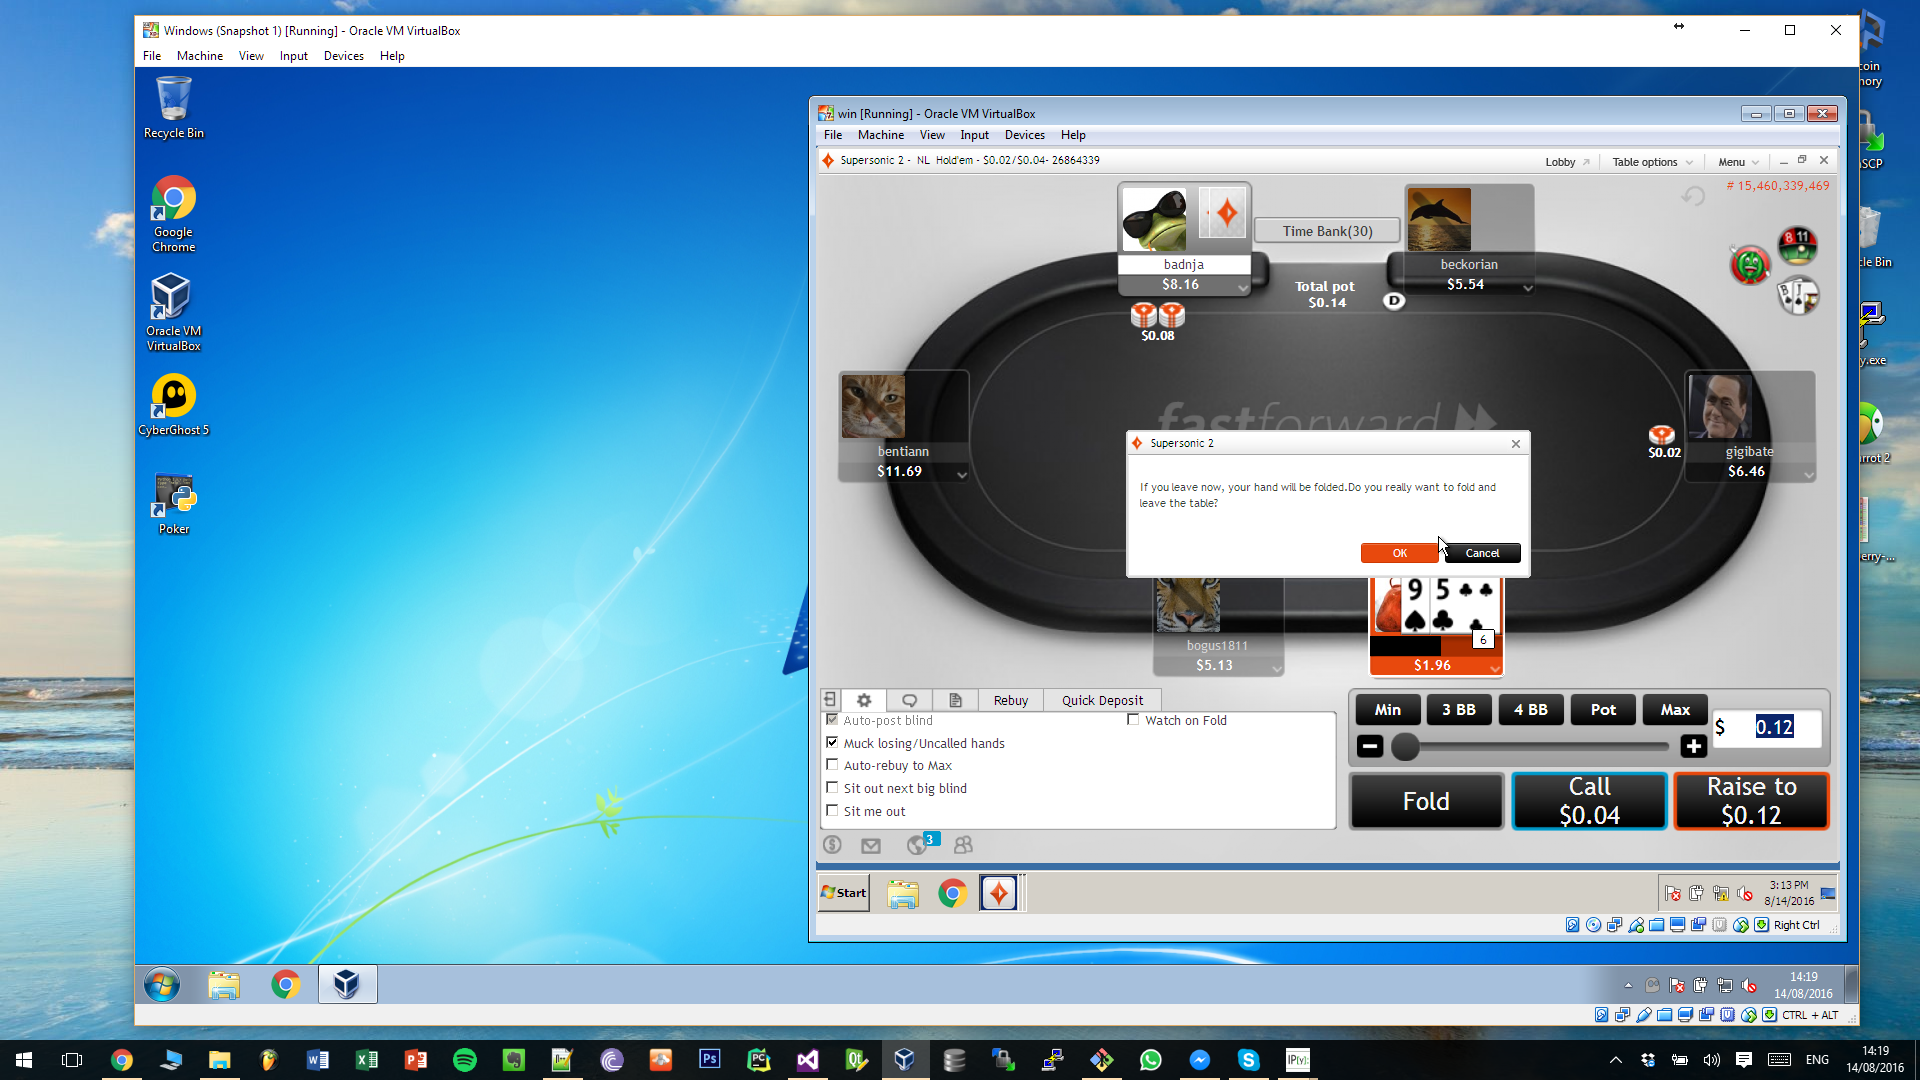 Windows (Snapshot 1) [Running] - Oracle VM VirtualBox
File Machine View Input Devices Help
Recycle Bin
Google
Chrome
Oracle VM
VirtualBox
CyberGhost 5
Poker
win [Running] - Oracle VM VirtualBox
File Machine View Input Devices Help
Supersonic 2 - NL Hold'em - $0.02/$0.04- 26864339
Lobby Table options Menu
# 15,460,339,469
Time Bank(30)
badnja
$8.16
beckorian
$5.54
Total pot
$0.14
D
$0.08
8 11
B J
bentiann
$11.69
fastforward
gigibate
$6.46
$0.02
Supersonic 2
If you leave now, your hand will be folded.Do you really want to fold and
leave the table?
OK Cancel
9 5
6
$1.96
bogus1811
$5.13
Rebuy Quick Deposit
Auto-post blind
Watch on Fold
Muck losing/Uncalled hands
Auto-rebuy to Max
Sit out next big blind
Sit me out
3
Min 3 BB 4 BB Pot Max
$ 0.12
Fold
Call
$0.04
Raise to
$0.12
Start
3:13 PM
8/14/2016
Right Ctrl
14:19
14/08/2016
CTRL + ALT
ENG
14:19
14/08/2016